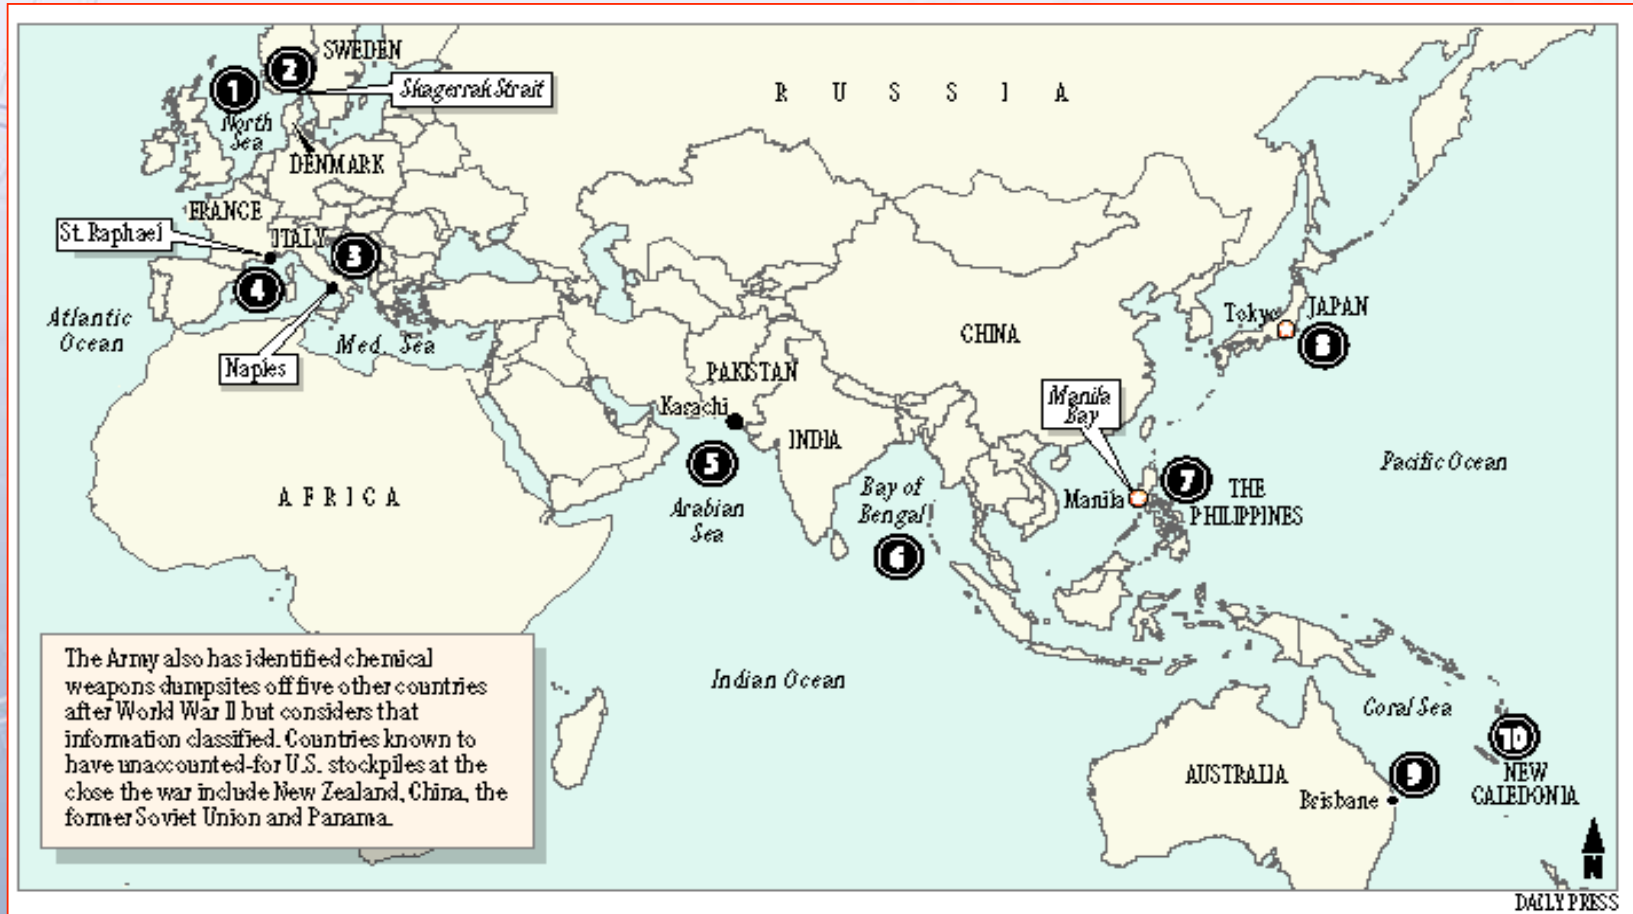 SWEDEN
2
1
Skagerrak Strait
R U S S I A
North
Sea
DENMARK
FRANCE
St. Raphael
ITALY
3
4
Atlantic
Ocean
Med. Sea
Naples
Tokyo
JAPAN
8
CHINA
PAKISTAN
Karachi
Manila
Bay
INDIA
5
Pacific Ocean
7
THE
PHILIPPINES
Manila
Bay of
Bengal
6
AFRICA
Arabian
Sea
The Army also has identified chemical
weapons dumpsites off five other countries
after World War II but considers that
information classified. Countries known to
have unaccounted-for U.S. stockpiles at the
close the war include New Zealand, China, the
former Soviet Union and Panama.
Indian Ocean
Coral Sea
10
NEW
CALEDONIA
AUSTRALIA
9
Brisbane
N
DAILY PRESS